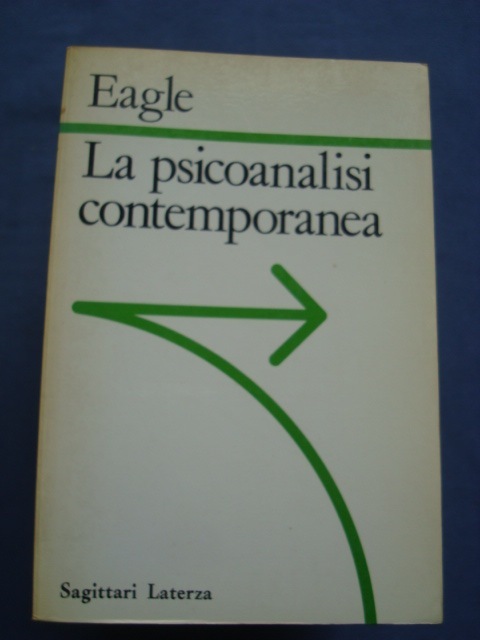 Eagle
La psicoanalisi
contemporanea
Sagittari Laterza